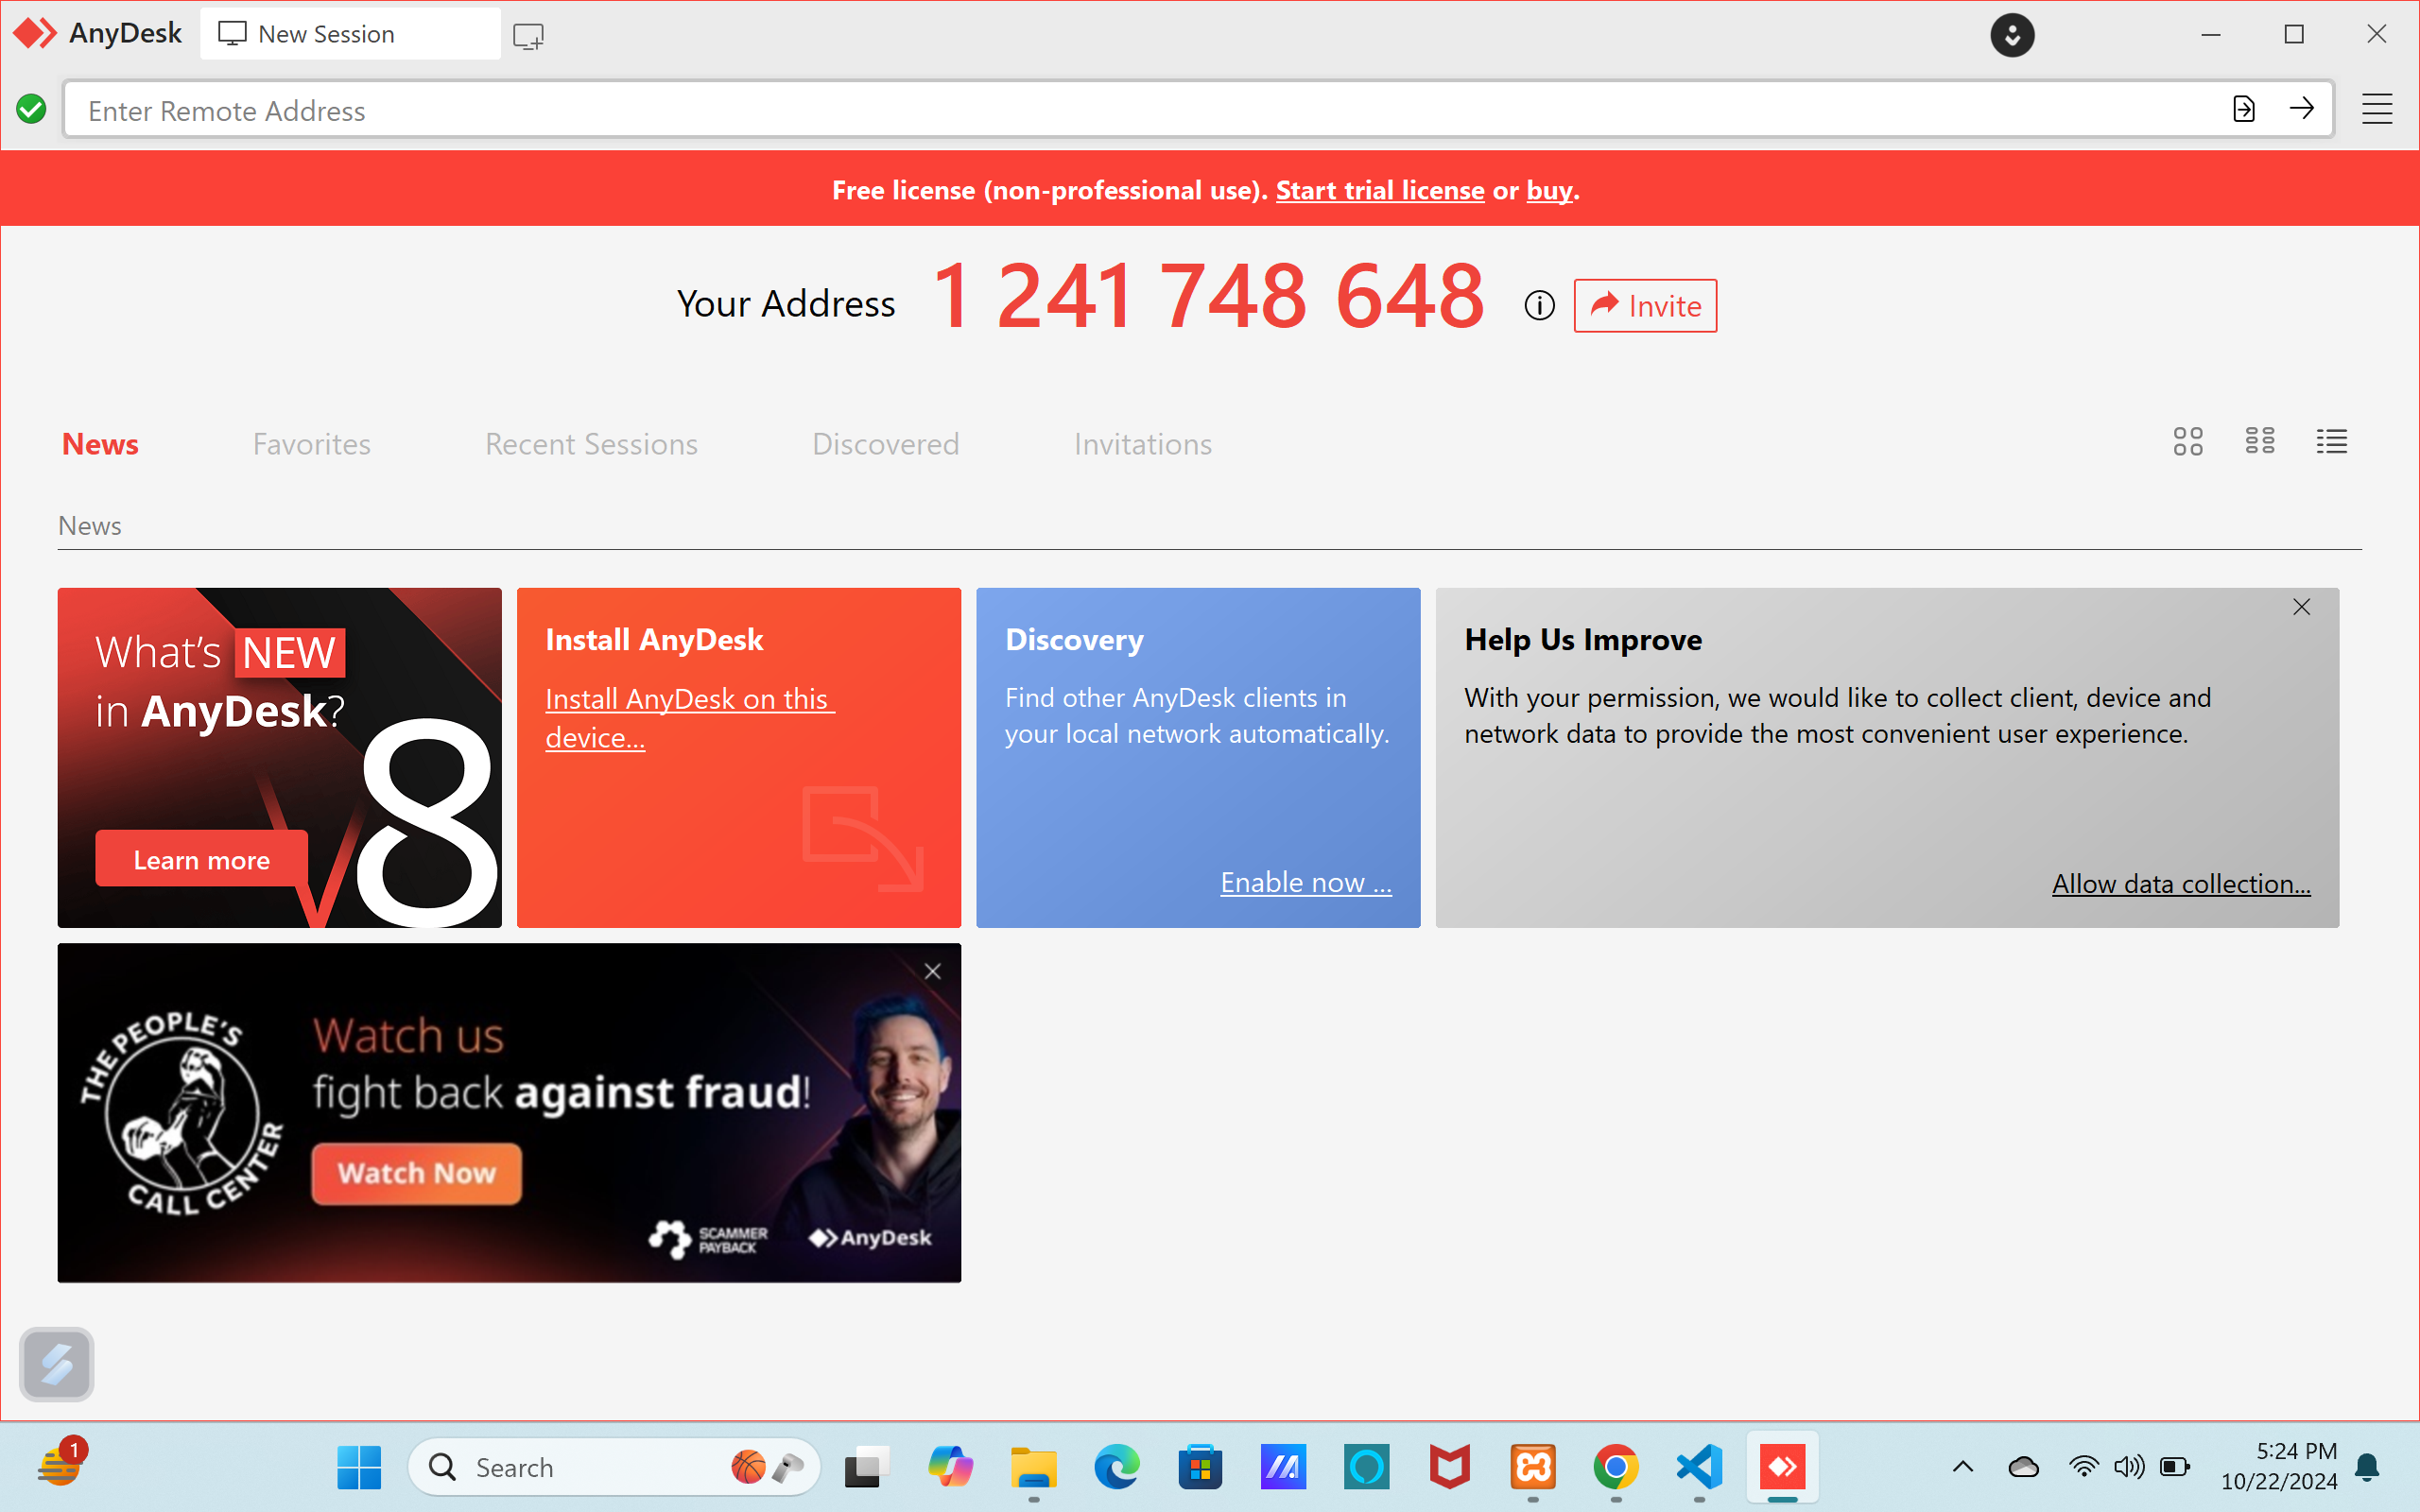 AnyDesk
New Session
Enter Remote Address
Free license (non-professional use). Start trial license or buy.
Your Address 1 241 748 648
Invite
News Favorites Recent Sessions Discovered Invitations
News
What's NEW
in AnyDesk?
v8
Learn more
Install AnyDesk
Install AnyDesk on this
device...
Discovery
Find other AnyDesk clients in
your local network automatically.
Enable now ...
Help Us Improve
With your permission, we would like to collect client, device and
network data to provide the most convenient user experience.
Allow data collection...
THE PEOPLE'S
CALL CENTER
Watch us
fight back against fraud!
Watch Now
SCAMMER
PAYBACK
AnyDesk
1
Search
5:24 PM
10/22/2024